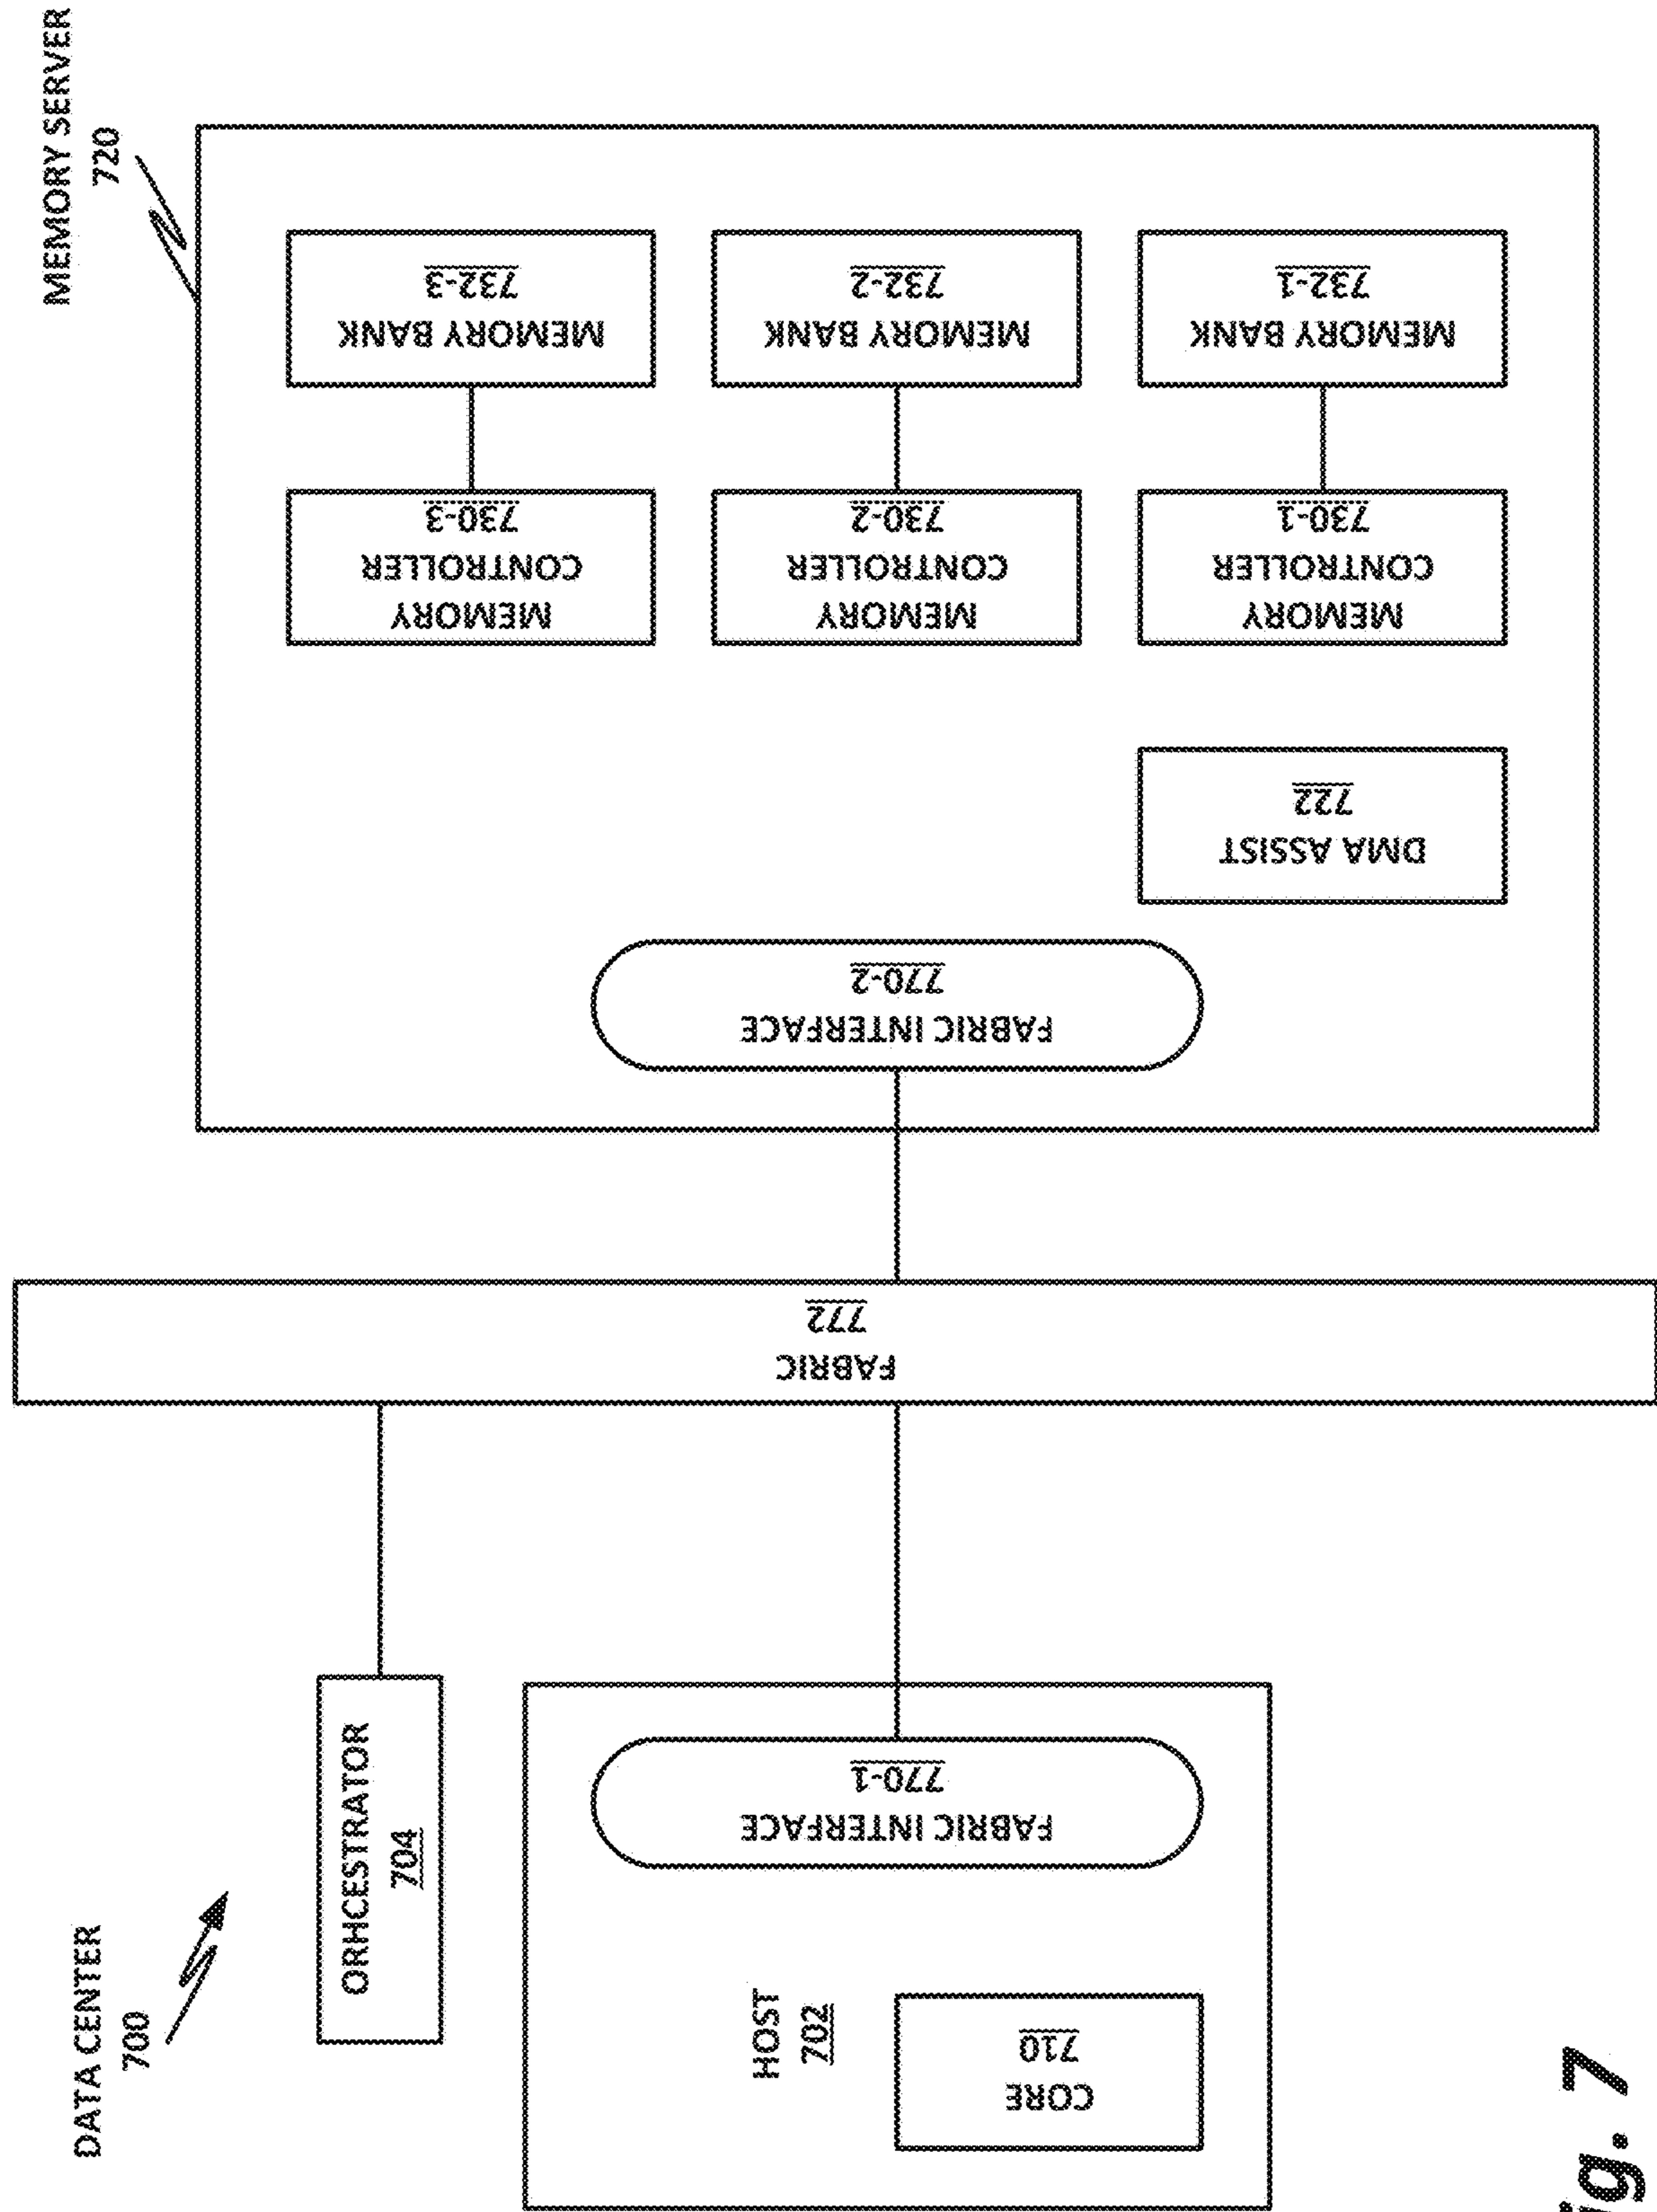 DATA CENTER
700
ORHCESTRATOR
704
HOST
702
CORE
710
FABRIC INTERFACE
770-1
FABRIC
772
MEMORY SERVER
720
FABRIC INTERFACE
770-2
DMA ASSIST
722
MEMORY
CONTROLLER
730-1
MEMORY
CONTROLLER
730-2
MEMORY
CONTROLLER
730-3
MEMORY BANK
732-1
MEMORY BANK
732-2
MEMORY BANK
732-3
ig. 7